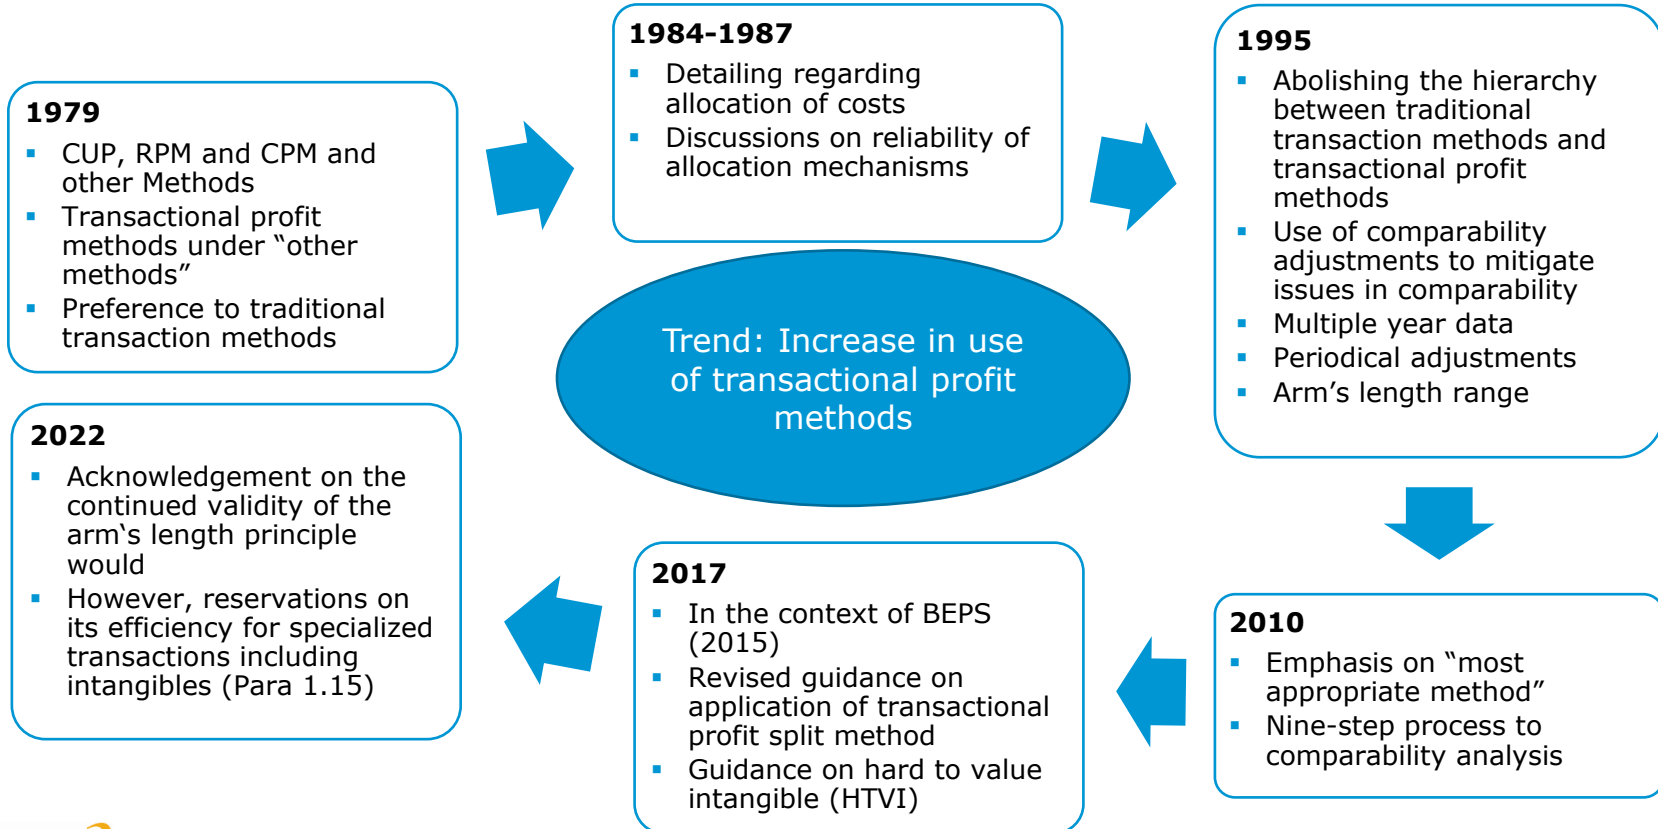 1979
▪ CUP, RPM and CPM and
other Methods
▪ Transactional profit
methods under “other
methods”
▪ Preference to traditional
transaction methods
1984-1987
▪ Detailing regarding
allocation of costs
▪ Discussions on reliability of
allocation mechanisms
1995
▪ Abolishing the hierarchy
between traditional
transaction methods and
transactional profit
methods
▪ Use of comparability
adjustments to mitigate
issues in comparability
▪ Multiple year data
▪ Periodical adjustments
▪ Arm’s length range
Trend: Increase in use
of transactional profit
methods
2010
▪ Emphasis on “most
appropriate method”
▪ Nine-step process to
comparability analysis
2017
▪ In the context of BEPS
(2015)
▪ Revised guidance on
application of transactional
profit split method
▪ Guidance on hard to value
intangible (HTVI)
2022
▪ Acknowledgement on the
continued validity of the
arm‘s length principle
would
▪ However, reservations on
its efficiency for specialized
transactions including
intangibles (Para 1.15)